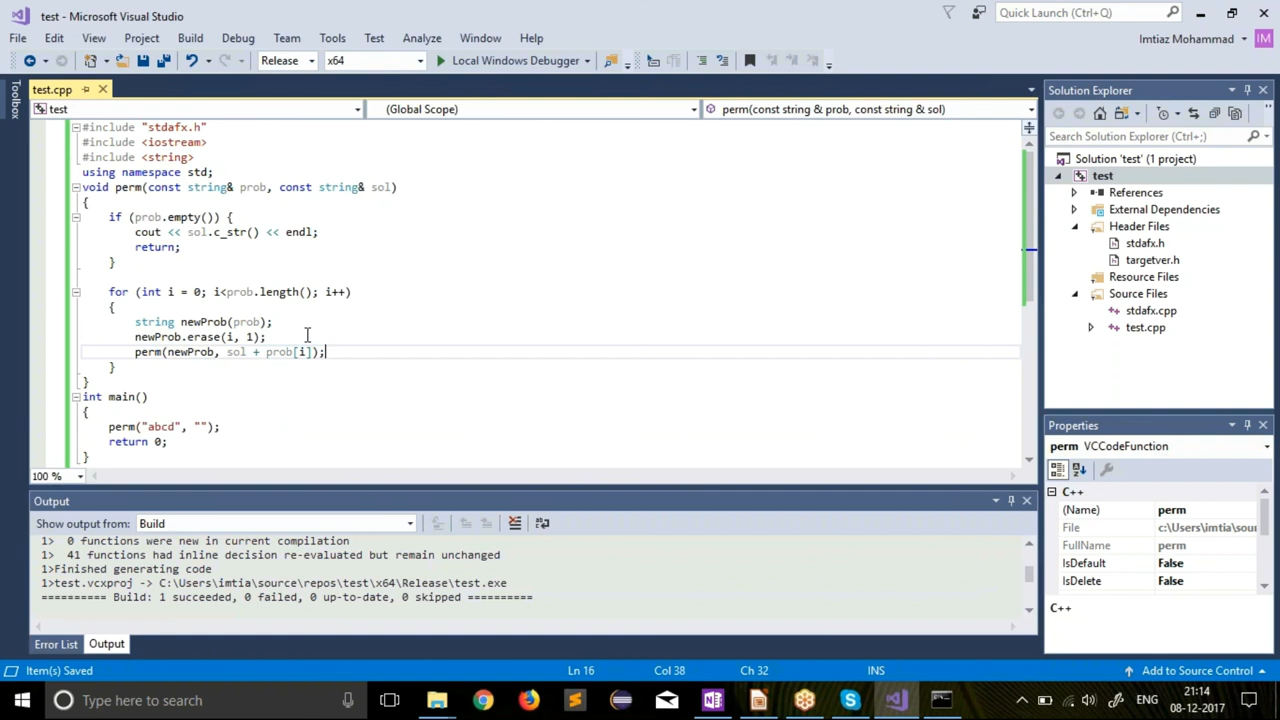 test - Microsoft Visual Studio
Quick Launch (Ctrl+Q)
File Edit View Project Build Debug Team Tools Test Analyze Window Help
Imtiaz Mohammad IM
Release x64 Local Windows Debugger
Toolbox
test.cpp
test (Global Scope) perm(const string & prob, const string & sol)
#include "stdafx.h"
#include <iostream>
#include <string>
using namespace std;
void perm(const string& prob, const string& sol)
{
if (prob.empty()) {
cout << sol.c_str() << endl;
return;
}
for (int i = 0; i<prob.length(); i++)
{
string newProb(prob);
newProb.erase(i, 1);
perm(newProb, sol + prob[i]);
}
}
int main()
{
perm("abcd", "");
return 0;
}
100 %
Output
Show output from: Build
1> 0 functions were new in current compilation
1> 41 functions had inline decision re-evaluated but remain unchanged
1>Finished generating code
1>test.vcxproj -> C:\Users\imtia\source\repos\test\x64\Release\test.exe
========== Build: 1 succeeded, 0 failed, 0 up-to-date, 0 skipped ==========
Error List Output
Solution Explorer
Search Solution Explorer (Ctrl+;)
Solution 'test' (1 project)
test
References
External Dependencies
Header Files
stdafx.h
targetver.h
Resource Files
Source Files
stdafx.cpp
test.cpp
Properties
perm VCCodeFunction
C++
(Name) perm
File c:\Users\imtia\sour
FullName perm
IsDefault False
IsDelete False
C++
Item(s) Saved Ln 16 Col 38 Ch 32 INS Add to Source Control
Type here to search
ENG
21:14
08-12-2017